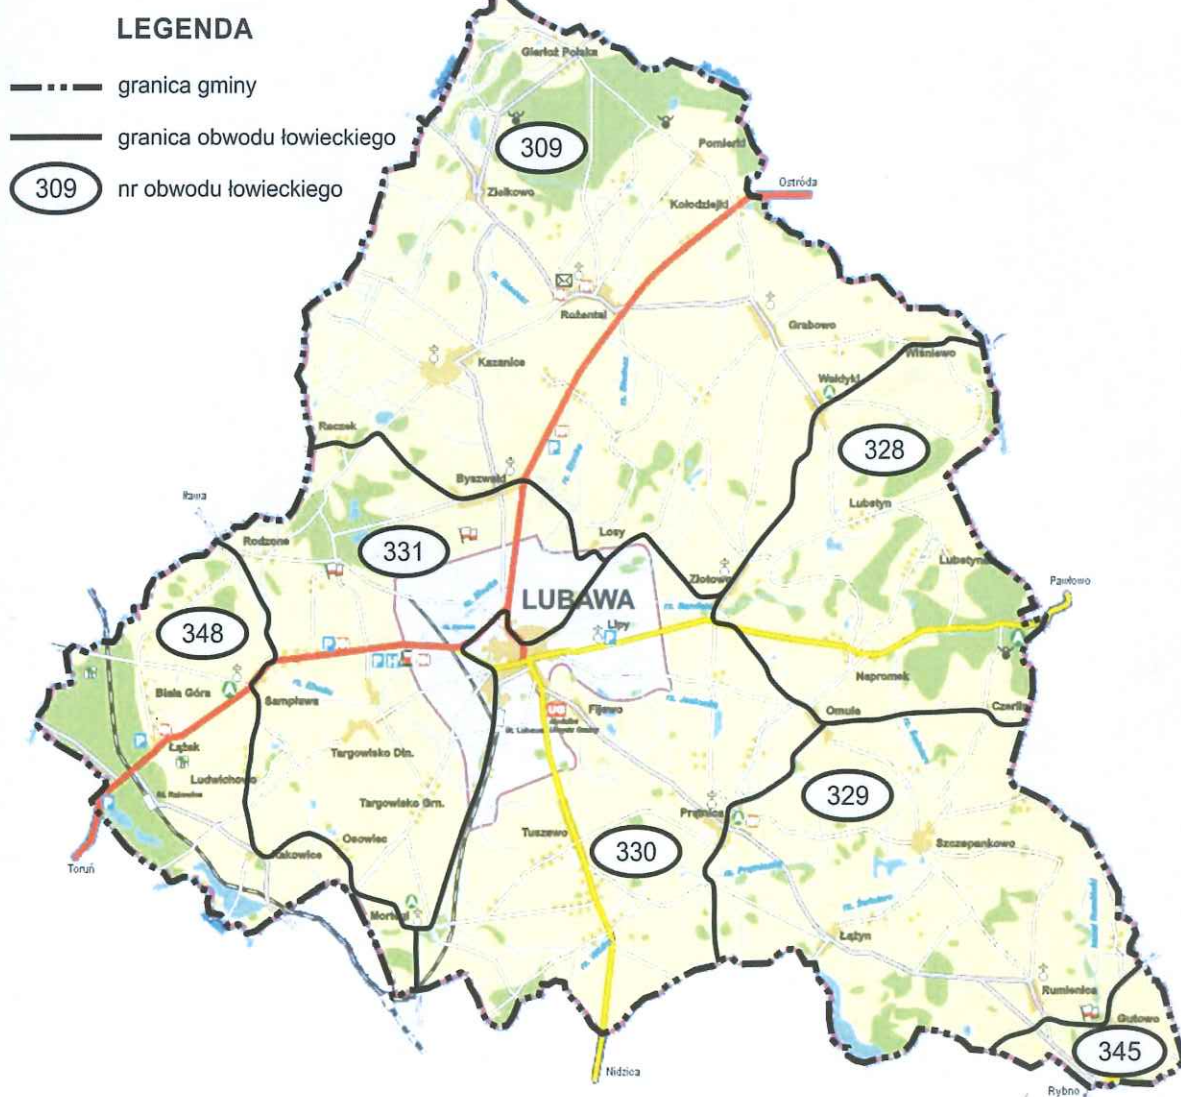 LEGENDA
granica gminy
granica obwodu łowieckiego
309 nr obwodu łowieckiego
Gierłoż Polska
309
Pomierki
Ostróda
Zielkowo
Kołodziejki
Rożental
Grabowo
Wiśniewo
Kazanice
Wałdyki
Raczek
328
Byszwałd
Rawa
Lubstyn
Rodzone
331
Losy
Lubstynek
Złotowo
Pawłowo
LUBAWA
348
Lipy
Biała Góra
Sampława
Napromek
Fijewo
Omule
Czerlin
Łążek
Targowisko Dln.
Ludwichowo
329
Targowisko Grn.
Prątnica
Tuszewo
Osowiec
330
Szczepankowo
Kakowice
Toruń
Mortęgi
Łążyn
Rumienica
Gutowo
345
Nidzica
Rybno